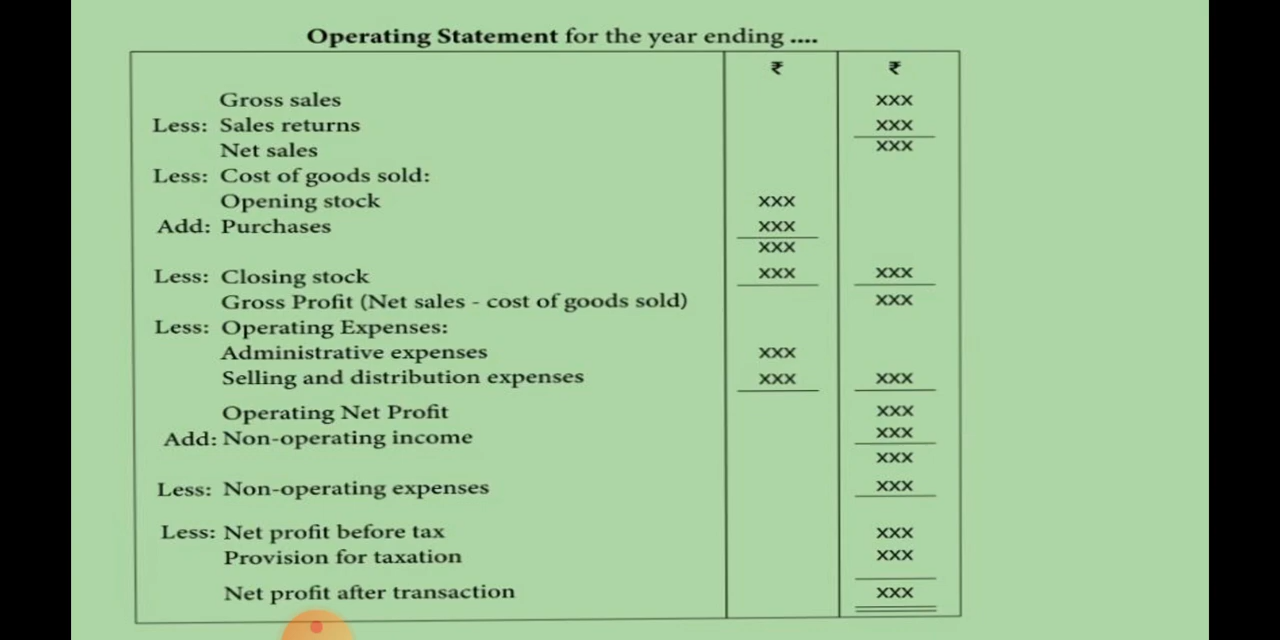 Operating Statement for the year ending ....
₹ ₹
Gross sales xxx
Less: Sales returns xxx
Net sales xxx
Less: Cost of goods sold:
Opening stock xxx
Add: Purchases xxx
xxx
Less: Closing stock xxx xxx
Gross Profit (Net sales - cost of goods sold) xxx
Less: Operating Expenses:
Administrative expenses xxx
Selling and distribution expenses xxx xxx
Operating Net Profit xxx
Add: Non-operating income xxx
xxx
Less: Non-operating expenses xxx
Less: Net profit before tax xxx
Provision for taxation xxx
Net profit after transaction xxx